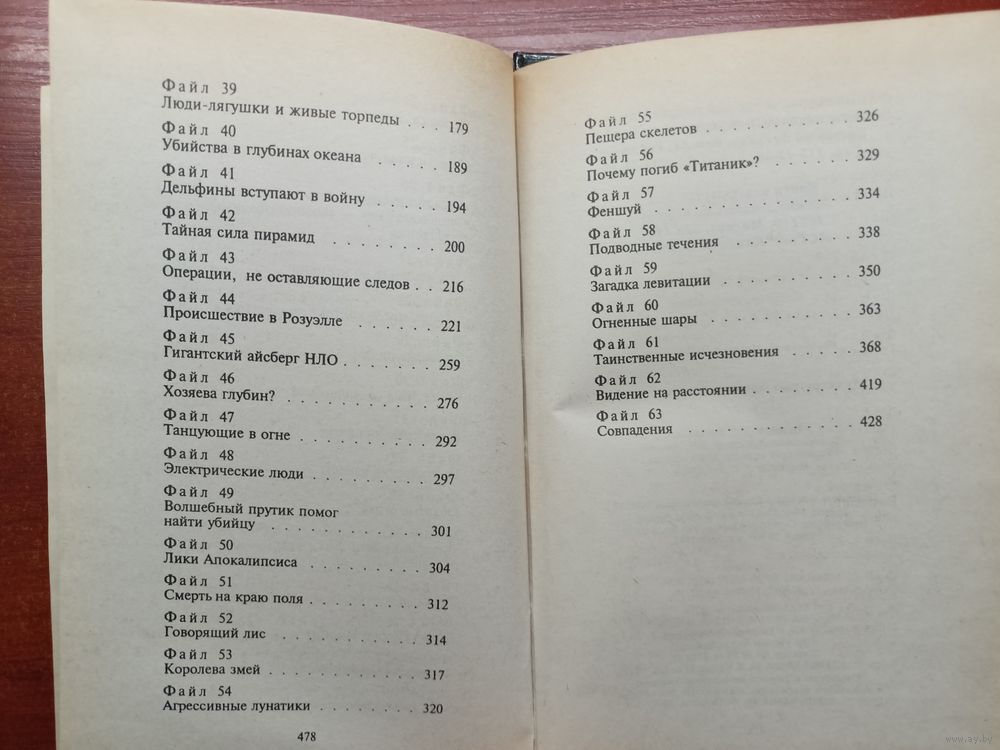 Файл 39
Люди-лягушки и живые торпеды . . . 179
Файл 40
Убийства в глубинах океана . . . . . 189
Файл 41
Дельфины вступают в войну . . . . . 194
Файл 42
Тайная сила пирамид . . . . . . . . 200
Файл 43
Операции, не оставляющие следов . . 216
Файл 44
Происшествие в Розуэлле . . . . . . 221
Файл 45
Гигантский айсберг НЛО . . . . . . . 259
Файл 46
Хозяева глубин? . . . . . . . . . . 276
Файл 47
Танцующие в огне . . . . . . . . . . 292
Файл 48
Электрические люди . . . . . . . . . 297
Файл 49
Волшебный прутик помог
найти убийцу . . . . . . . . . . . 301
Файл 50
Лики Апокалипсиса . . . . . . . . . 304
Файл 51
Смерть на краю поля . . . . . . . . . 312
Файл 52
Говорящий лис . . . . . . . . . . . 314
Файл 53
Королева змей . . . . . . . . . . . 317
Файл 54
Агрессивные лунатики . . . . . . . . 320
478
Файл 55
Пещера скелетов . . . . . . . . . . . 326
Файл 56
Почему погиб «Титаник»? . . . . . . 329
Файл 57
Феншуй . . . . . . . . . . . . . . . 334
Файл 58
Подводные течения . . . . . . . . . 338
Файл 59
Загадка левитации . . . . . . . . . . 350
Файл 60
Огненные шары . . . . . . . . . . . 363
Файл 61
Таинственные исчезновения . . . . . 368
Файл 62
Видение на расстоянии . . . . . . . . 419
Файл 63
Совпадения . . . . . . . . . . . . . 428
www.ay.by